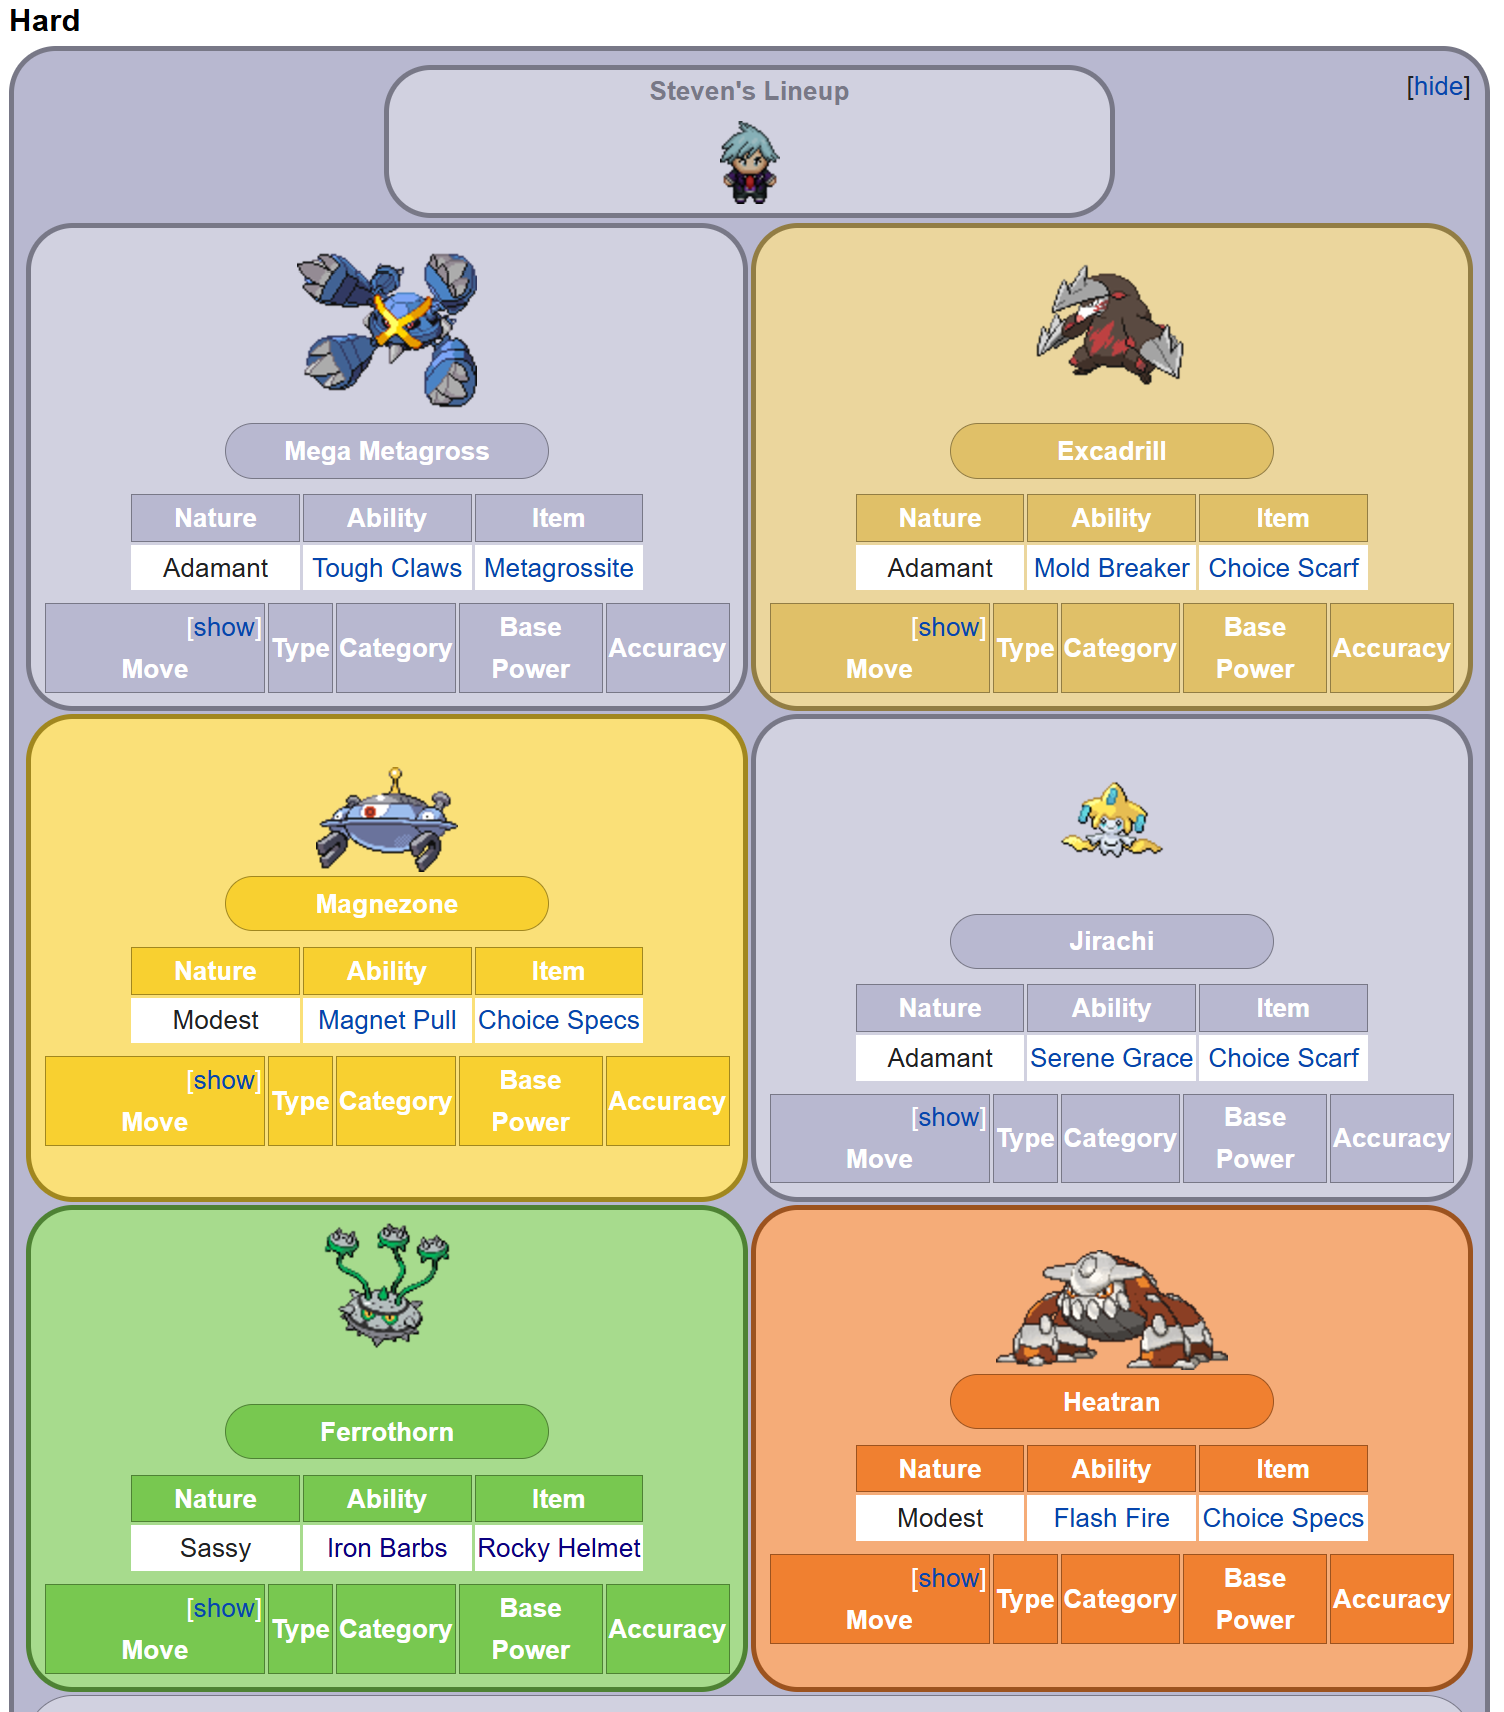 Hard
Steven's Lineup
[hide]
Mega Metagross
Nature Ability Item
Adamant Tough Claws Metagrossite
[show]
Move Type Category Base Power Accuracy
Excadrill
Nature Ability Item
Adamant Mold Breaker Choice Scarf
[show]
Move Type Category Base Power Accuracy
Magnezone
Nature Ability Item
Modest Magnet Pull Choice Specs
[show]
Move Type Category Base Power Accuracy
Jirachi
Nature Ability Item
Adamant Serene Grace Choice Scarf
[show]
Move Type Category Base Power Accuracy
Ferrothorn
Nature Ability Item
Sassy Iron Barbs Rocky Helmet
[show]
Move Type Category Base Power Accuracy
Heatran
Nature Ability Item
Modest Flash Fire Choice Specs
[show]
Move Type Category Base Power Accuracy